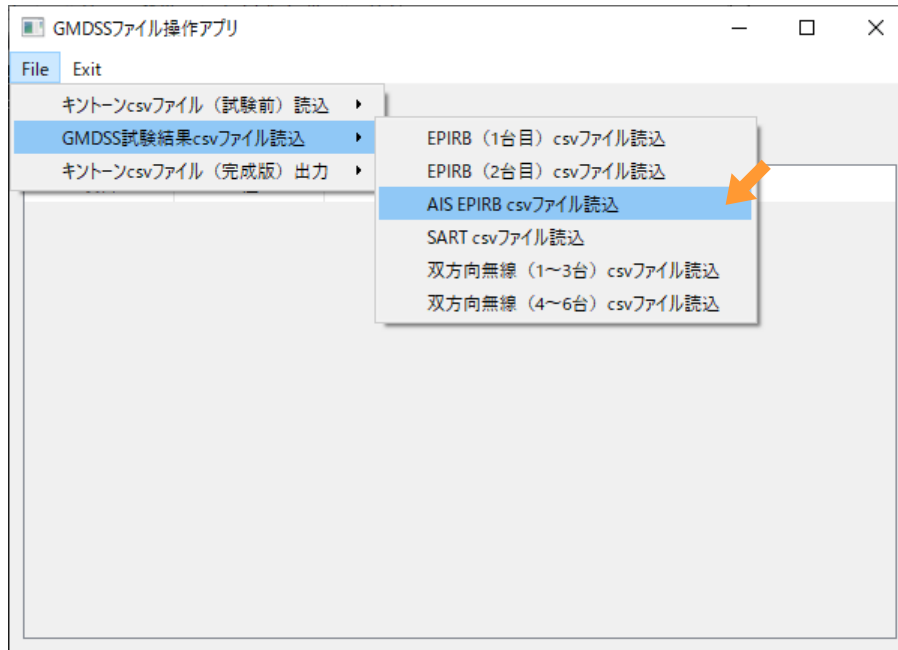 GMDSSファイル操作アプリ
File Exit
キントーンcsvファイル（試験前）読込
GMDSS試験結果csvファイル読込
キントーンcsvファイル（完成版）出力
EPIRB（1台目）csvファイル読込
EPIRB（2台目）csvファイル読込
AIS EPIRB csvファイル読込
SART csvファイル読込
双方向無線（1～3台）csvファイル読込
双方向無線（4～6台）csvファイル読込